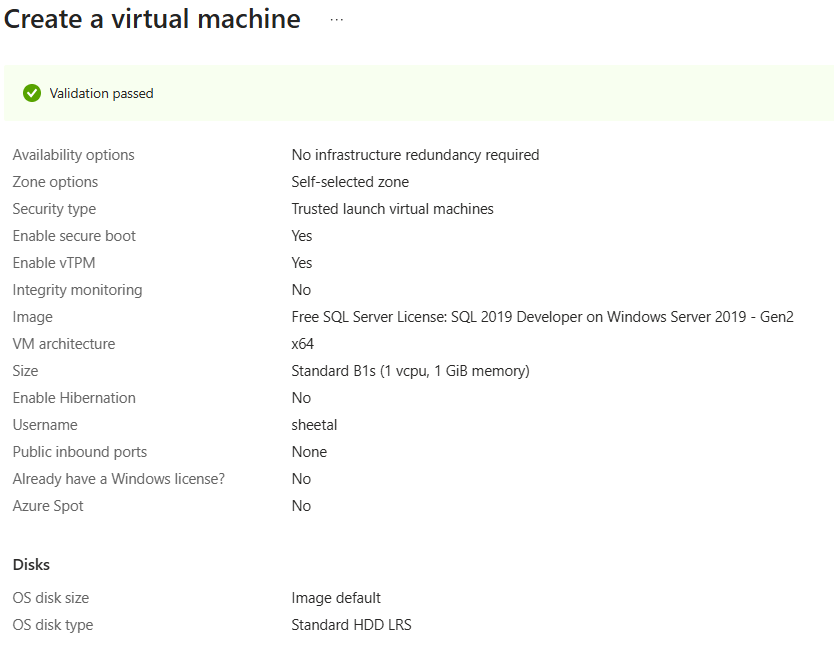 Create a virtual machine ...
Validation passed
Availability options No infrastructure redundancy required
Zone options Self-selected zone
Security type Trusted launch virtual machines
Enable secure boot Yes
Enable vTPM Yes
Integrity monitoring No
Image Free SQL Server License: SQL 2019 Developer on Windows Server 2019 - Gen2
VM architecture x64
Size Standard B1s (1 vcpu, 1 GiB memory)
Enable Hibernation No
Username sheetal
Public inbound ports None
Already have a Windows license? No
Azure Spot No
Disks
OS disk size Image default
OS disk type Standard HDD LRS